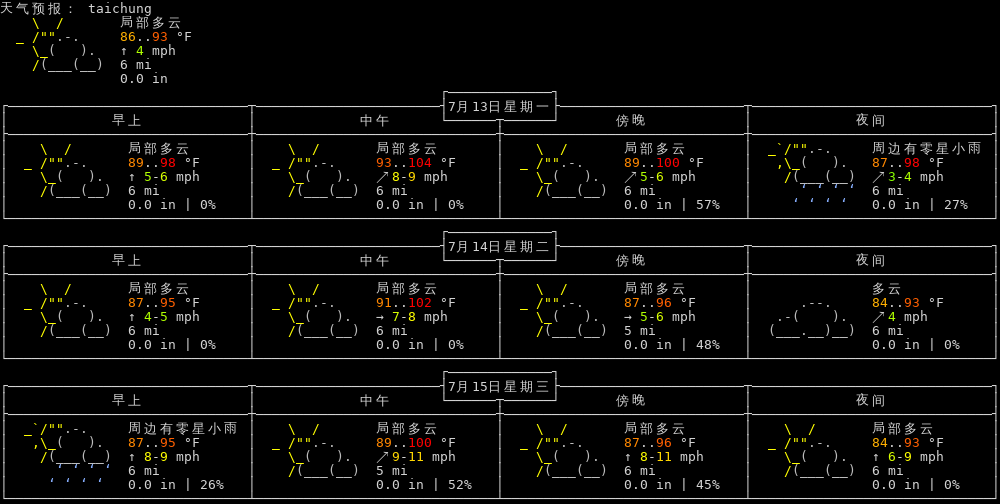 天气预报： taichung
局部多云
86..93 °F
↑ 4 mph
6 mi
0.0 in
7月13日星期一
早上 中午 傍晚 夜间
局部多云 局部多云 局部多云 周边有零星小雨
89..98 °F 93..104 °F 89..100 °F 87..98 °F
↑ 5-6 mph ↗ 8-9 mph ↗ 5-6 mph ↗ 3-4 mph
6 mi 6 mi 6 mi 6 mi
0.0 in | 0% 0.0 in | 0% 0.0 in | 57% 0.0 in | 27%
7月14日星期二
早上 中午 傍晚 夜间
局部多云 局部多云 局部多云 多云
87..95 °F 91..102 °F 87..96 °F 84..93 °F
↑ 4-5 mph → 7-8 mph → 5-6 mph ↗ 4 mph
6 mi 6 mi 5 mi 6 mi
0.0 in | 0% 0.0 in | 0% 0.0 in | 48% 0.0 in | 0%
7月15日星期三
早上 中午 傍晚 夜间
周边有零星小雨 局部多云 局部多云 局部多云
87..95 °F 89..100 °F 87..96 °F 84..93 °F
↑ 8-9 mph ↗ 9-11 mph ↑ 8-11 mph ↑ 6-9 mph
6 mi 5 mi 6 mi 6 mi
0.0 in | 26% 0.0 in | 52% 0.0 in | 45% 0.0 in | 0%